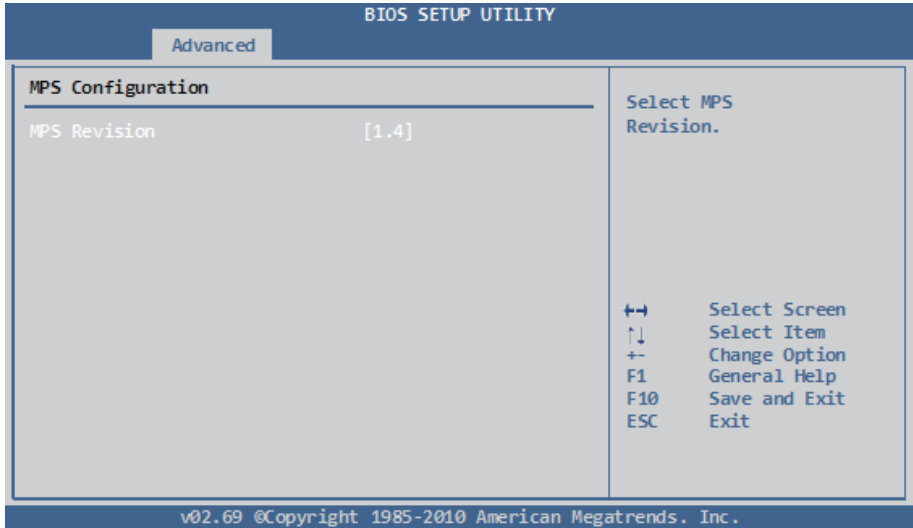 BIOS SETUP UTILITY
Advanced
MPS Configuration
MPS Revision [1.4]
Select MPS
Revision.
←→ Select Screen
↑↓ Select Item
+- Change Option
F1 General Help
F10 Save and Exit
ESC Exit
v02.69 ©Copyright 1985-2010 American Megatrends. Inc.